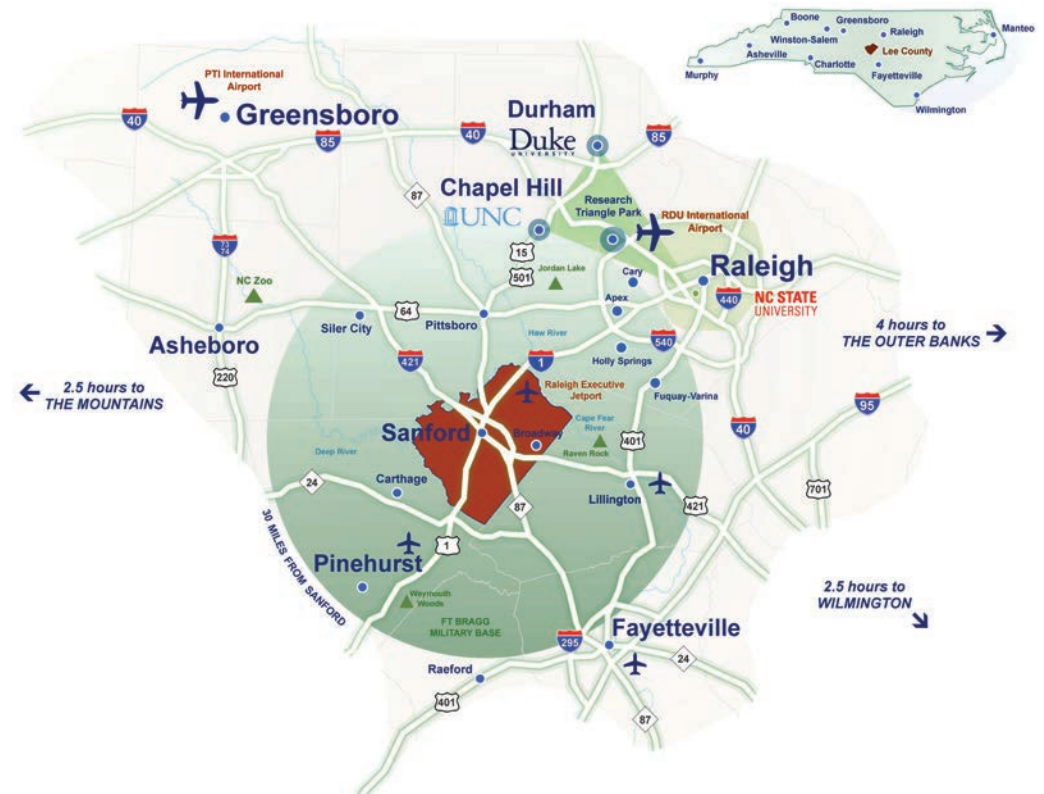 Boone
Greensboro
Manteo
Winston-Salem
Raleigh
Asheville
Lee County
Murphy
Charlotte
Fayetteville
Wilmington
PTI International
Airport
Greensboro
40
85
40
85
Durham
Duke
UNIVERSITY
87
Chapel Hill
UNC
Research
Triangle Park
RDU International
Airport
15
501
73
74
NC Zoo
Jordan Lake
Cary
Raleigh
440
NC STATE
UNIVERSITY
64
Siler City
Pittsboro
Apex
Asheboro
Haw River
540
Holly Springs
4 hours to
THE OUTER BANKS
421
1
220
2.5 hours to
THE MOUNTAINS
Raleigh Executive
Jetport
Fuquay-Varina
95
40
Sanford
Broadway
Cape Fear
River
Raven Rock
401
Deep River
24
Carthage
87
Lillington
421
701
30 MILES FROM SANFORD
1
Pinehurst
Weymouth
Woods
FT BRAGG
MILITARY BASE
2.5 hours to
WILMINGTON
295
Fayetteville
24
Raeford
401
87